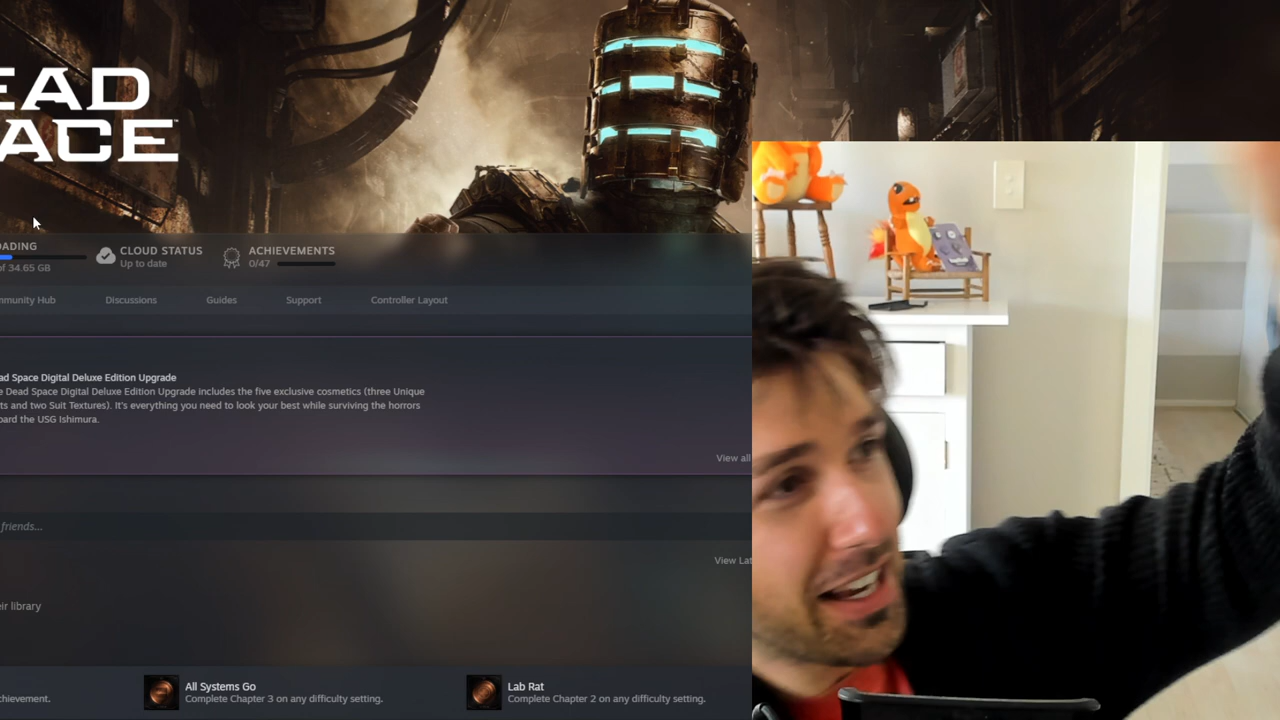 EAD
ACE
OADING
of 34.65 GB
CLOUD STATUS
Up to date
ACHIEVEMENTS
0/47
mmunity Hub
Discussions
Guides
Support
Controller Layout
ad Space Digital Deluxe Edition Upgrade
e Dead Space Digital Deluxe Edition Upgrade includes the five exclusive cosmetics (three Unique
ts and two Suit Textures). It's everything you need to look your best while surviving the horrors
oard the USG Ishimura.
View all
friends...
View Lat
eir library
chievement.
All Systems Go
Complete Chapter 3 on any difficulty setting.
Lab Rat
Complete Chapter 2 on any difficulty setting.